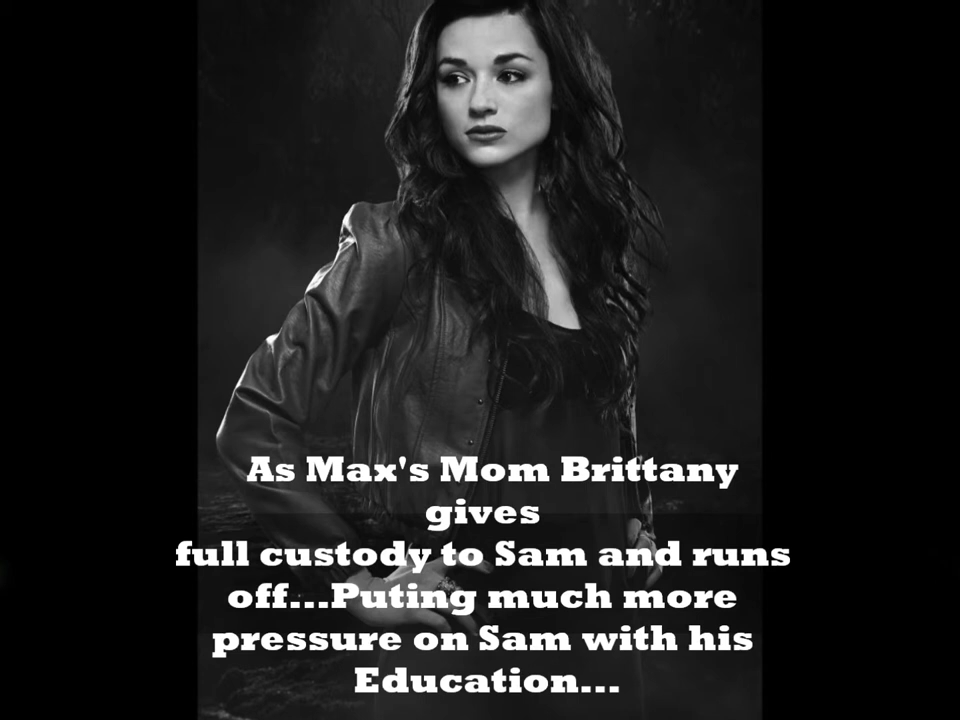 As Max's Mom Brittany
gives
full custody to Sam and runs
off...Puting much more
pressure on Sam with his
Education...